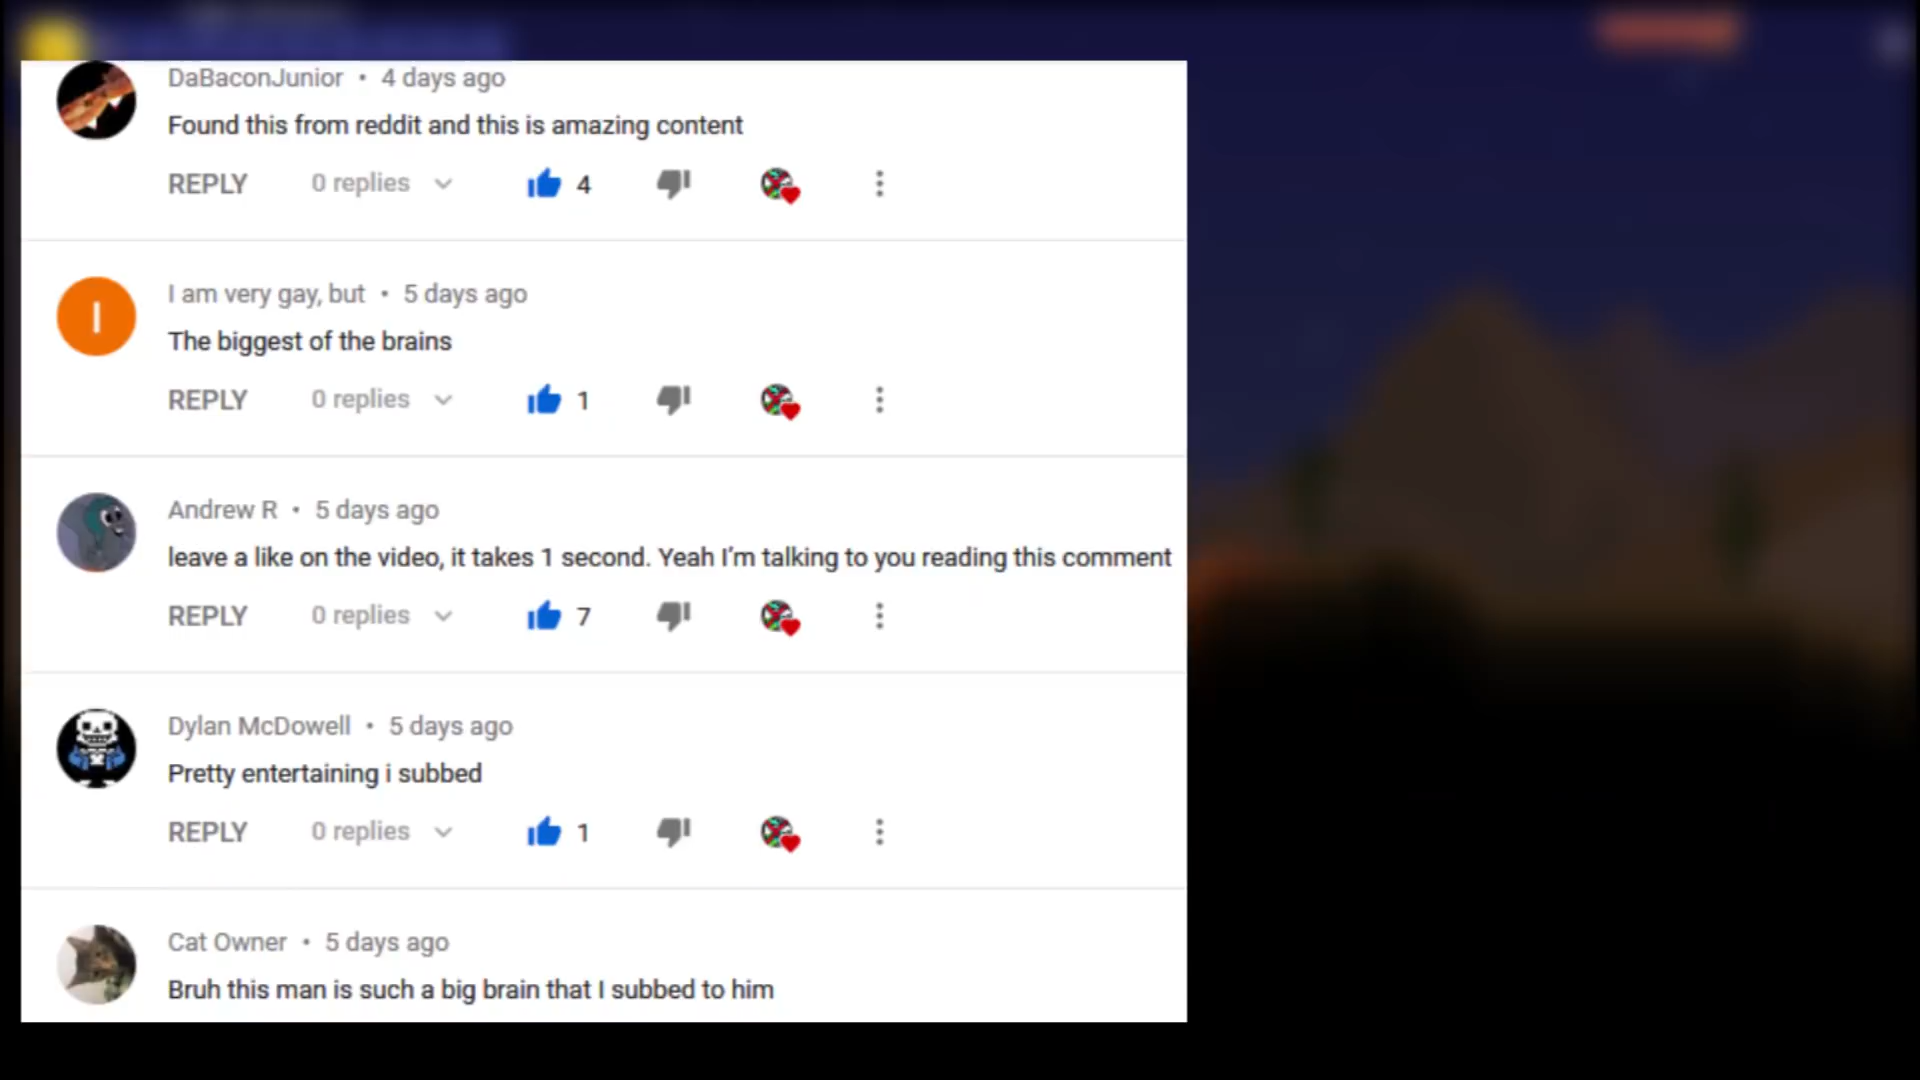 DaBaconJunior • 4 days ago
Found this from reddit and this is amazing content
REPLY 0 replies 4
I
I am very gay, but • 5 days ago
The biggest of the brains
REPLY 0 replies 1
Andrew R • 5 days ago
leave a like on the video, it takes 1 second. Yeah I'm talking to you reading this comment
REPLY 0 replies 7
Dylan McDowell • 5 days ago
Pretty entertaining i subbed
REPLY 0 replies 1
Cat Owner • 5 days ago
Bruh this man is such a big brain that I subbed to him